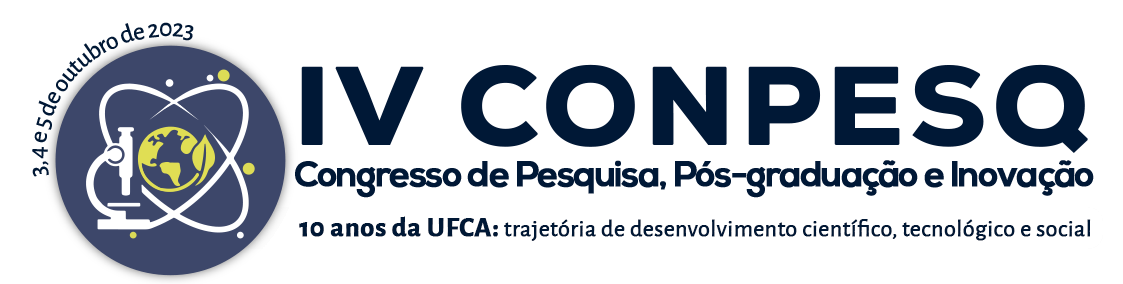 3, 4 e 5 de outubro de 2023
IV CONPESQ
Congresso de Pesquisa, Pós-graduação e Inovação
10 anos da UFCA: trajetória de desenvolvimento científico, tecnológico e social